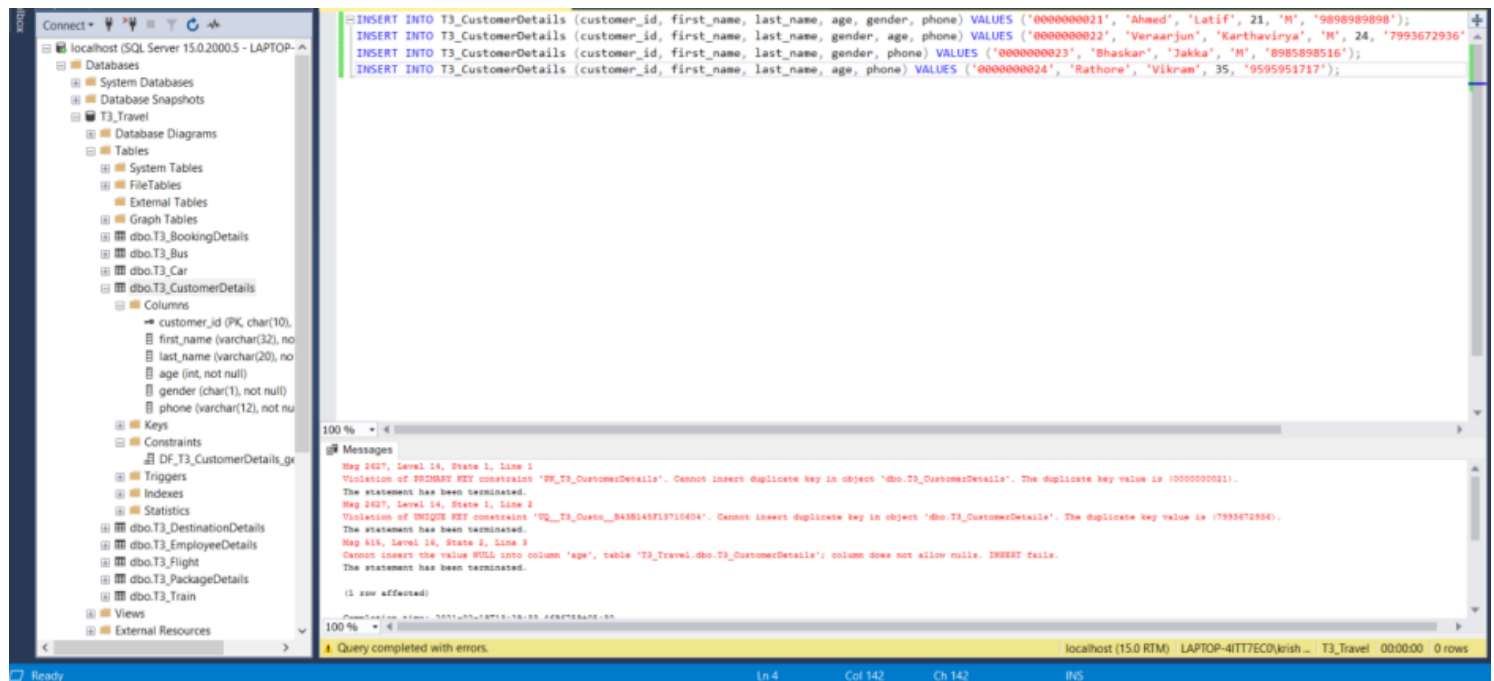 lbox
Connect
localhost (SQL Server 15.0.2000.5 - LAPTOP-
Databases
System Databases
Database Snapshots
T3_Travel
Database Diagrams
Tables
System Tables
FileTables
External Tables
Graph Tables
dbo.T3_BookingDetails
dbo.T3_Bus
dbo.T3_Car
dbo.T3_CustomerDetails
Columns
customer_id (PK, char(10),
first_name (varchar(32), no
last_name (varchar(20), no
age (int, not null)
gender (char(1), not null)
phone (varchar(12), not nu
Keys
Constraints
DF_T3_CustomerDetails_ge
Triggers
Indexes
Statistics
dbo.T3_DestinationDetails
dbo.T3_EmployeeDetails
dbo.T3_Flight
dbo.T3_PackageDetails
dbo.T3_Train
Views
External Resources
INSERT INTO T3_CustomerDetails (customer_id, first_name, last_name, age, gender, phone) VALUES ('0000000021', 'Ahmed', 'Latif', 21, 'M', '9898989898');
INSERT INTO T3_CustomerDetails (customer_id, first_name, last_name, gender, age, phone) VALUES ('0000000022', 'Veraarjun', 'Karthavirya', 'M', 24, '7993672936'
INSERT INTO T3_CustomerDetails (customer_id, first_name, last_name, gender, phone) VALUES ('0000000023', 'Bhaskar', 'Jakka', 'M', '8985898516');
INSERT INTO T3_CustomerDetails (customer_id, first_name, last_name, age, phone) VALUES ('0000000024', 'Rathore', 'Vikram', 35, '9595951717');
100 %
Messages
Msg 2627, Level 14, State 1, Line 1
Violation of PRIMARY KEY constraint 'PK_T3_CustomerDetails'. Cannot insert duplicate key in object 'dbo.T3_CustomerDetails'. The duplicate key value is (0000000021).
The statement has been terminated.
Msg 2627, Level 14, State 1, Line 2
Violation of UNIQUE KEY constraint 'UQ__T3_Custo__B43B145F13710604'. Cannot insert duplicate key in object 'dbo.T3_CustomerDetails'. The duplicate key value is (7993672936).
The statement has been terminated.
Msg 515, Level 16, State 2, Line 3
Cannot insert the value NULL into column 'age', table 'T3_Travel.dbo.T3_CustomerDetails'; column does not allow nulls. INSERT fails.
The statement has been terminated.
(1 row affected)
Completion time:
100 %
Query completed with errors.
localhost (15.0 RTM) LAPTOP-4ITT7EC0\krish ... T3_Travel 00:00:00 0 rows
Ready Ln 4 Col 142 Ch 142 INS